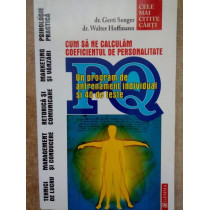 dr. Gerti Senger
dr. Walter Hoffmann
CELE
MAI
CITITE
CĂRȚI
CUM SĂ NE CALCULĂM
COEFICIENTUL DE PERSONALITATE
PQ
Un program de
antrenament individual
și 40 de teste
PSIHOLOGIE
PRACTICĂ
MARKETING
ȘI VÂNZĂRI
RETORICĂ ȘI
COMUNICARE
MANAGEMENT
ȘI CONDUCERE
TEHNICI
DE LUCRU